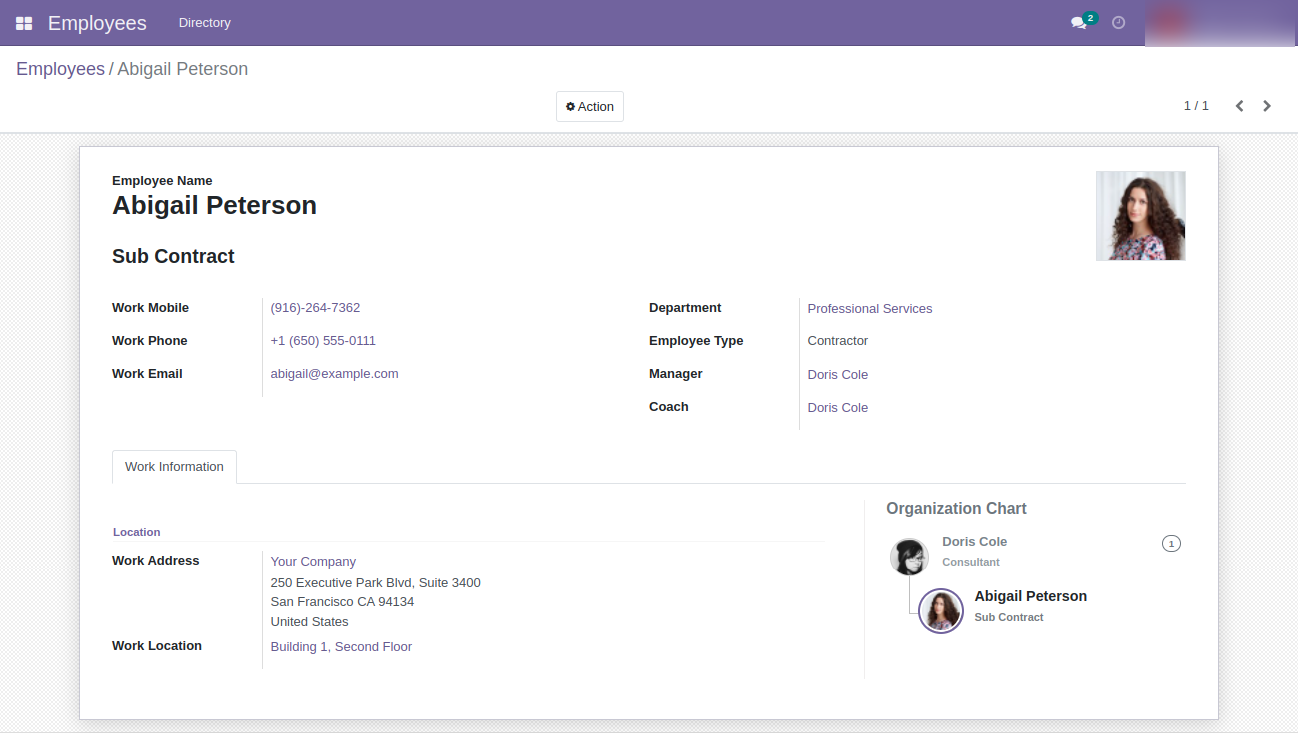 Employees Directory 2
Employees / Abigail Peterson
Action 1 / 1
Employee Name
Abigail Peterson
Sub Contract
Work Mobile (916)-264-7362
Work Phone +1 (650) 555-0111
Work Email abigail@example.com
Department Professional Services
Employee Type Contractor
Manager Doris Cole
Coach Doris Cole
Work Information
Location
Work Address Your Company
250 Executive Park Blvd, Suite 3400
San Francisco CA 94134
United States
Work Location Building 1, Second Floor
Organization Chart
Doris Cole 1
Consultant
Abigail Peterson
Sub Contract